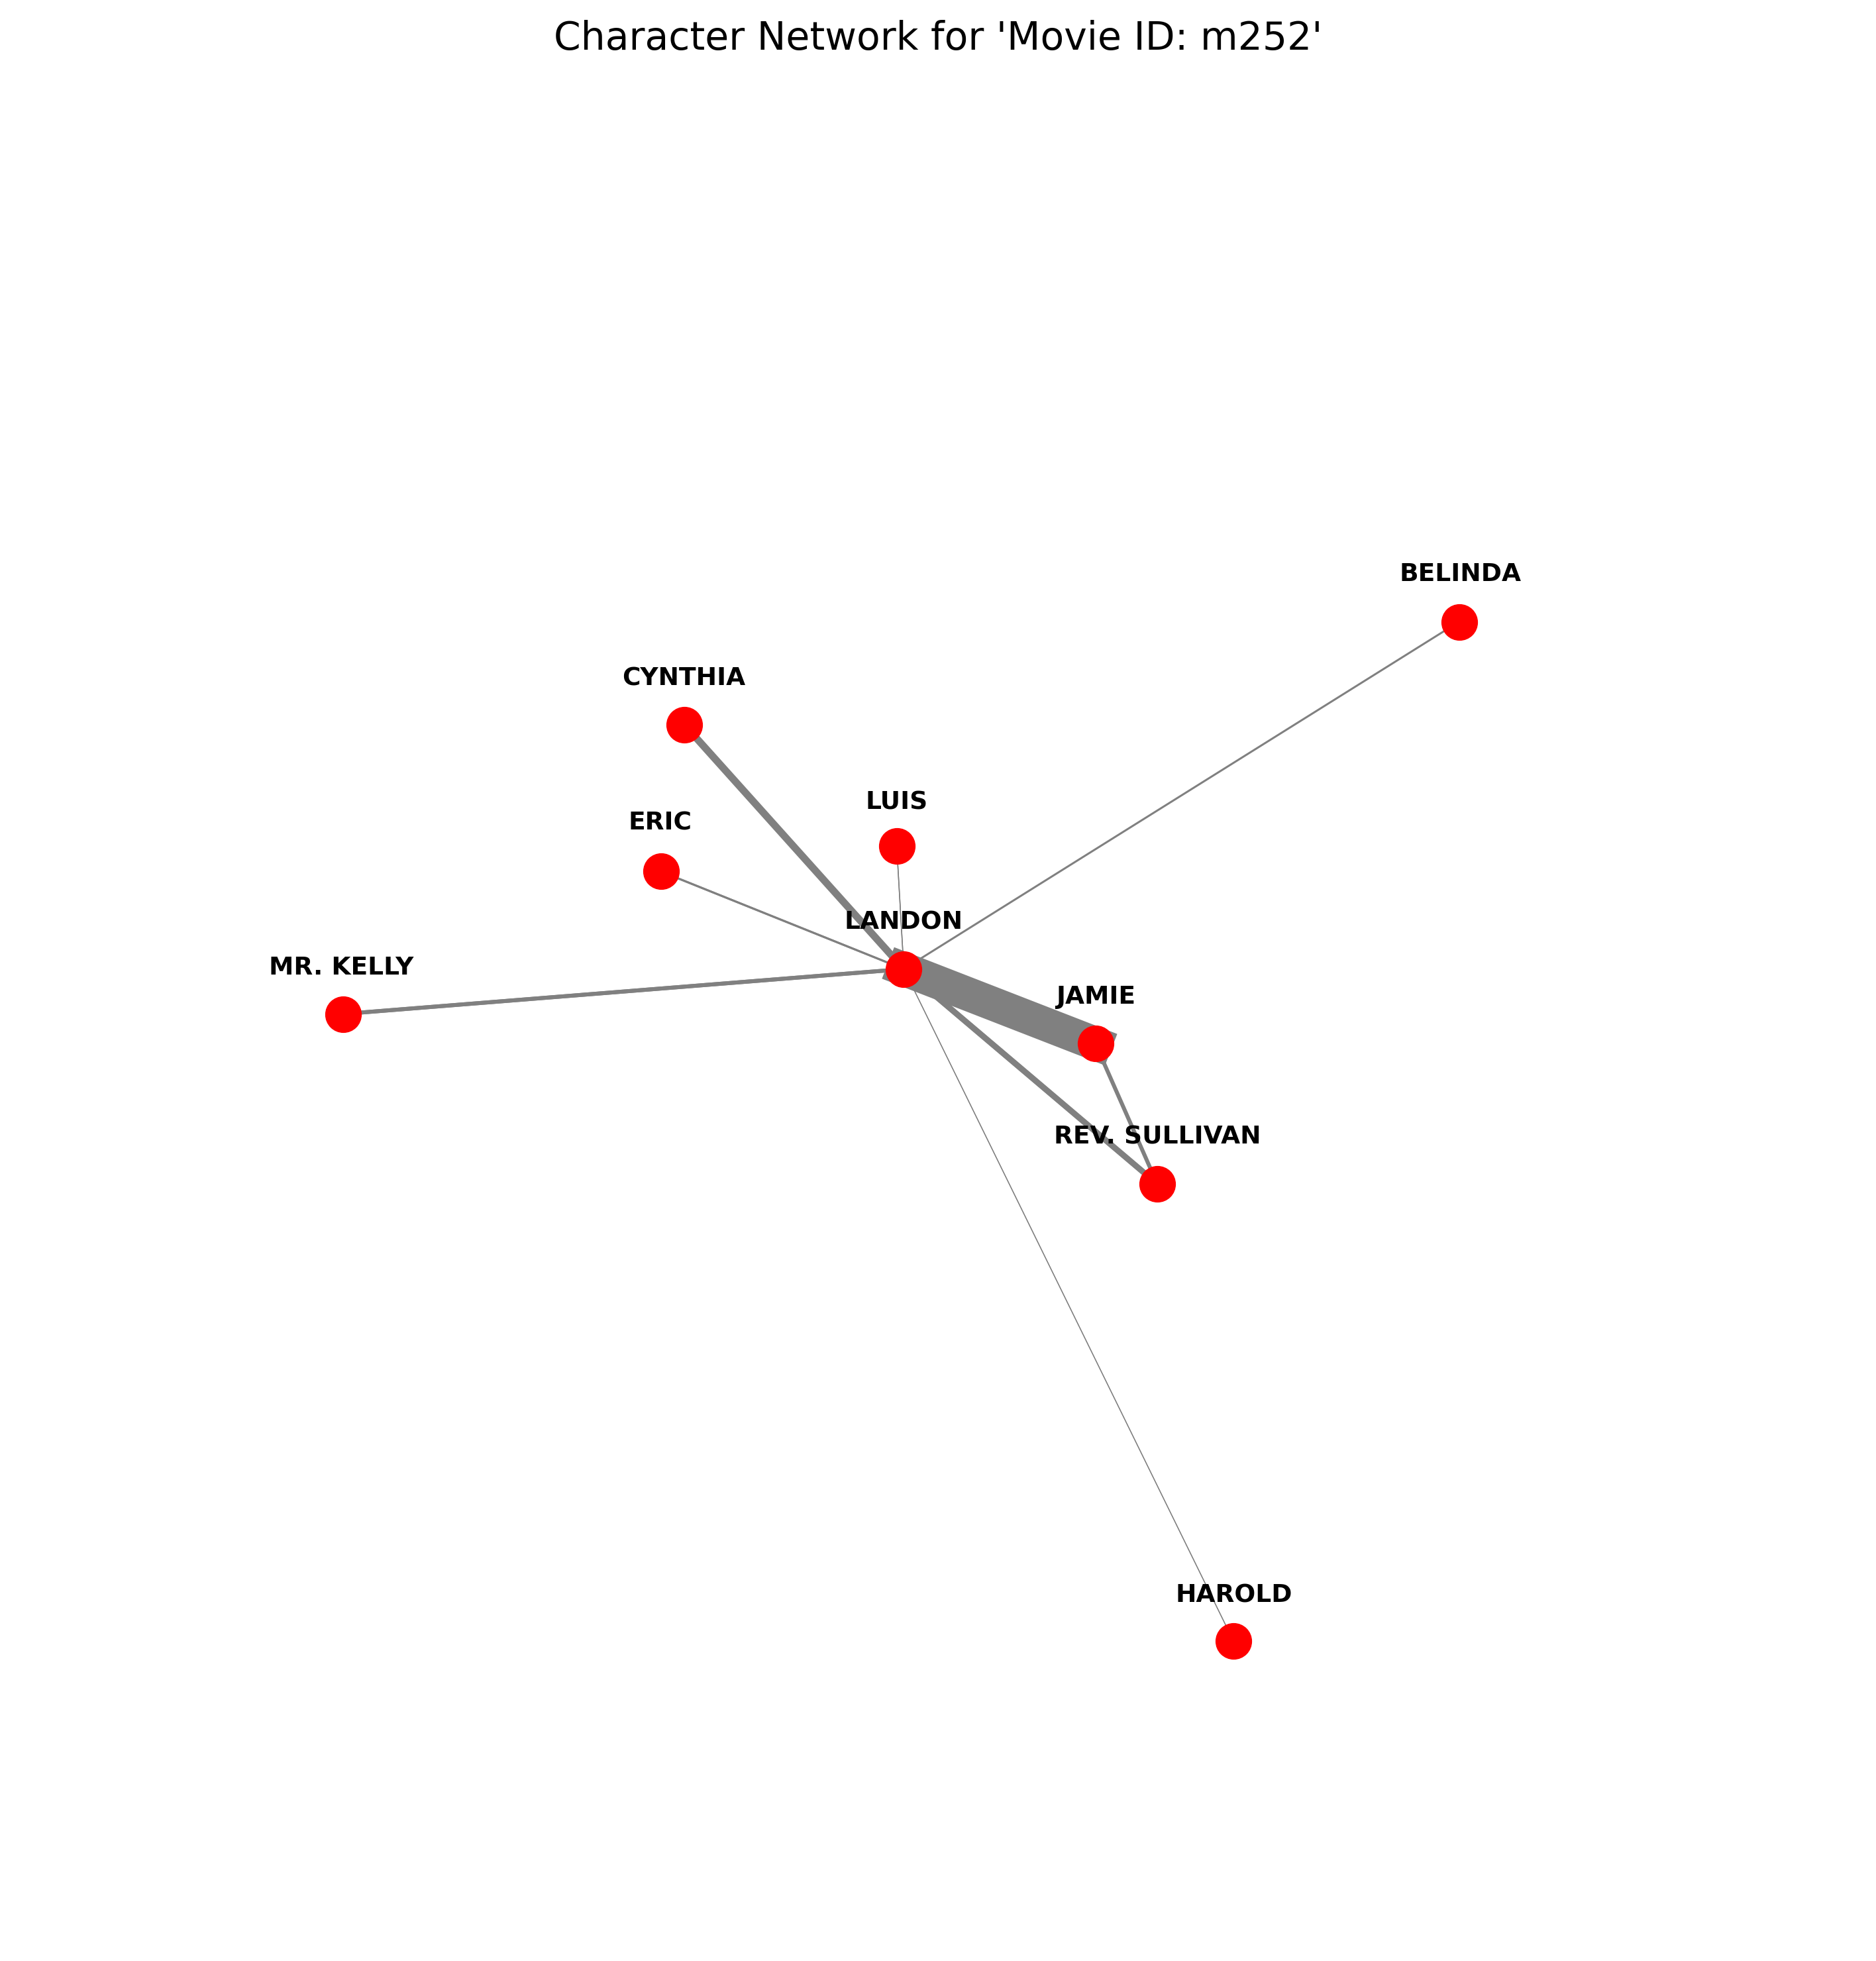 Character Network for 'Movie ID: m252'
BELINDA
CYNTHIA
LUIS
ERIC
LANDON
MR. KELLY
JAMIE
REV. SULLIVAN
HAROLD